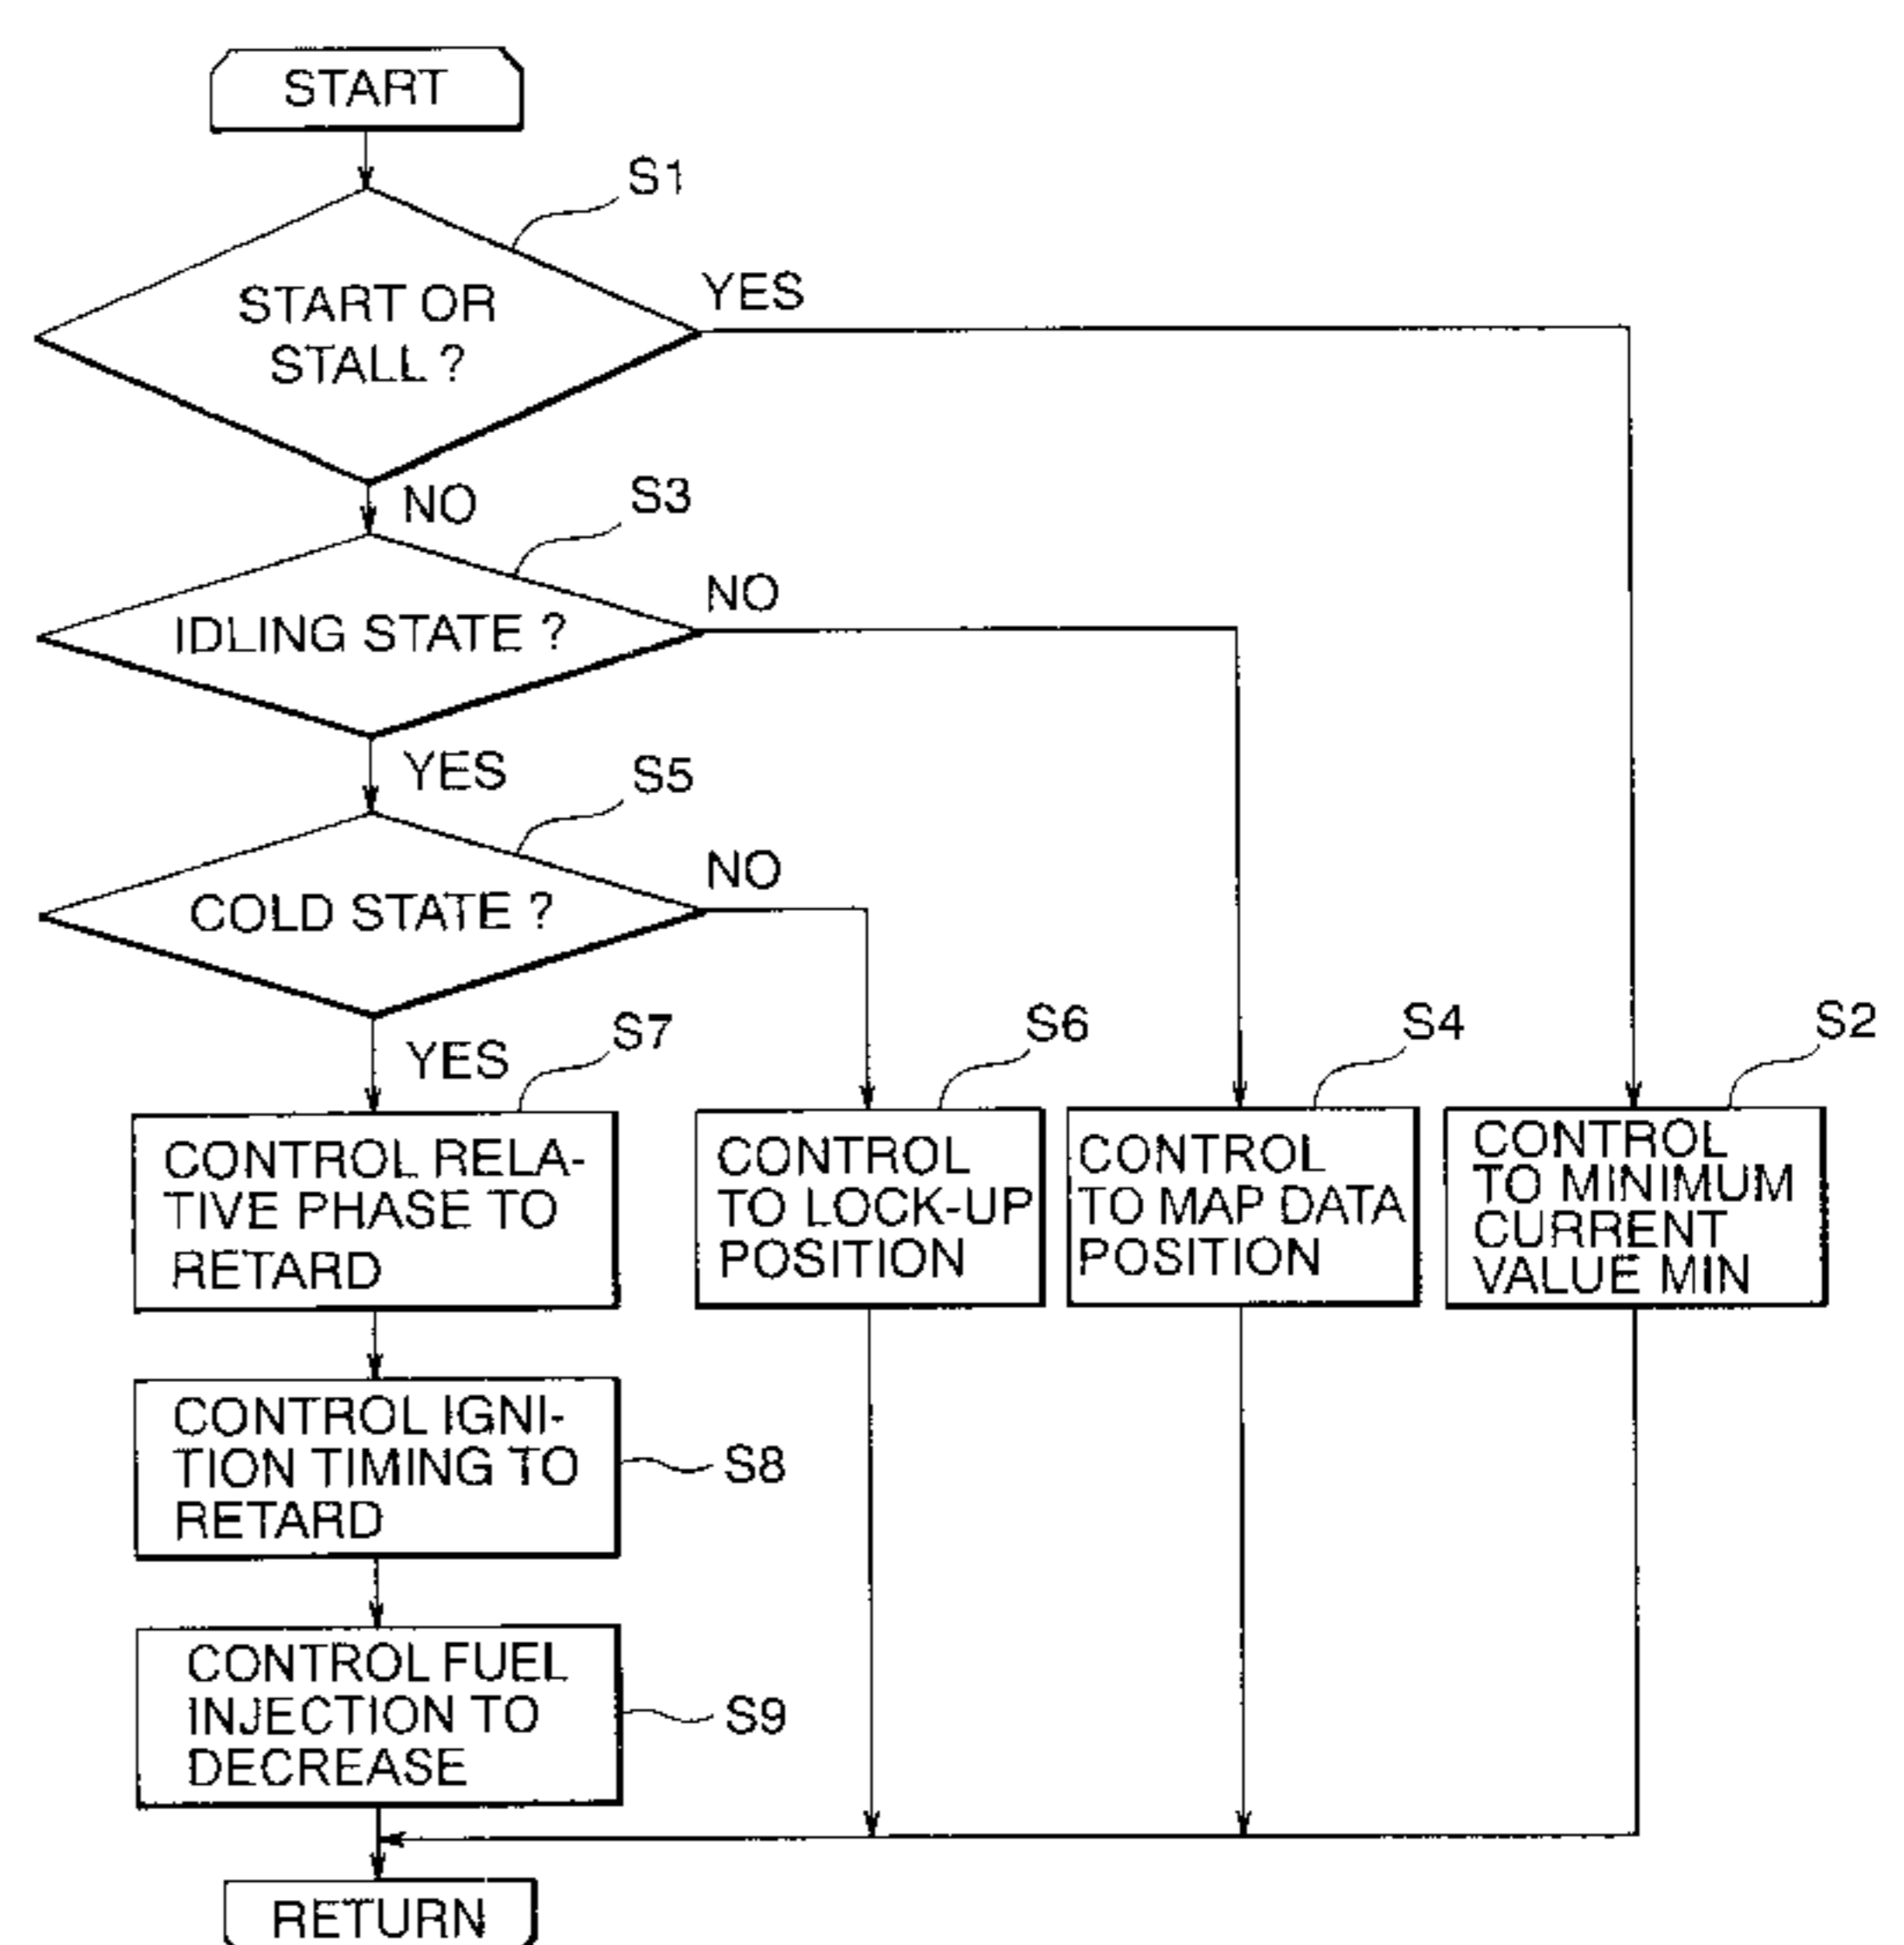 START
S1
START OR
STALL ?
YES
NO
S3
IDLING STATE ?
NO
YES
S5
COLD STATE ?
NO
YES
S7
S6
S4
S2
CONTROL RELA-
TIVE PHASE TO
RETARD
CONTROL
TO LOCK-UP
POSITION
CONTROL
TO MAP DATA
POSITION
CONTROL
TO MINIMUM
CURRENT
VALUE MIN
CONTROL IGNI-
TION TIMING TO
RETARD
S8
CONTROL FUEL
INJECTION TO
DECREASE
S9
RETURN